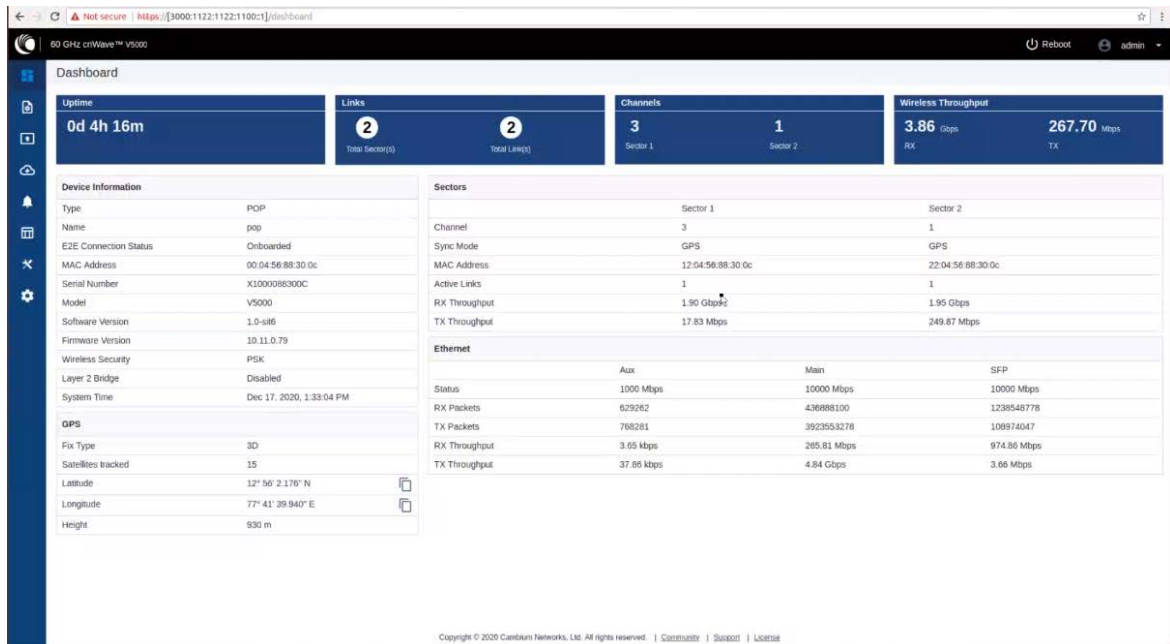 Not secure | https://[3000:1122:1122:1100::1]/dashboard
60 GHz cnWave™ V5000
Reboot
admin
Dashboard
Uptime
0d 4h 16m
Links
2 2
Total Sector(s) Total Link(s)
Channels
3 1
Sector 1 Sector 2
Wireless Throughput
3.86 Gbps 267.70 Mbps
RX TX
Device Information
Type POP
Name pop
E2E Connection Status Onboarded
MAC Address 00:04:56:88:30:0c
Serial Number X1000088300C
Model V5000
Software Version 1.0-sit6
Firmware Version 10.11.0.79
Wireless Security PSK
Layer 2 Bridge Disabled
System Time Dec 17, 2020, 1:33:04 PM
GPS
Fix Type 3D
Satellites tracked 15
Latitude 12° 56' 2.176" N
Longitude 77° 41' 39.940" E
Height 930 m
Sectors
Sector 1 Sector 2
Channel 3 1
Sync Mode GPS GPS
MAC Address 12:04:56:88:30:0c 22:04:56:88:30:0c
Active Links 1 1
RX Throughput 1.90 Gbps 1.95 Gbps
TX Throughput 17.83 Mbps 249.87 Mbps
Ethernet
Aux Main SFP
Status 1000 Mbps 10000 Mbps 10000 Mbps
RX Packets 629262 436888100 1238548778
TX Packets 768281 3923553278 108974047
RX Throughput 3.65 kbps 265.81 Mbps 974.86 Mbps
TX Throughput 37.86 kbps 4.84 Gbps 3.66 Mbps
Copyright © 2020 Cambium Networks, Ltd. All rights reserved. | Community | Support | License